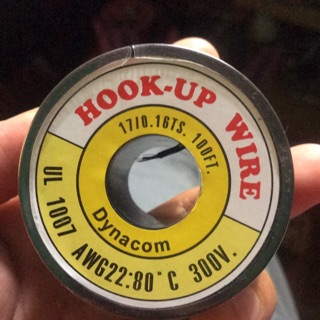 HOOK-UP WIRE
17/0.16TS. 100FT.
Dynacom
UL 1007 AWG22:80°C 300V.